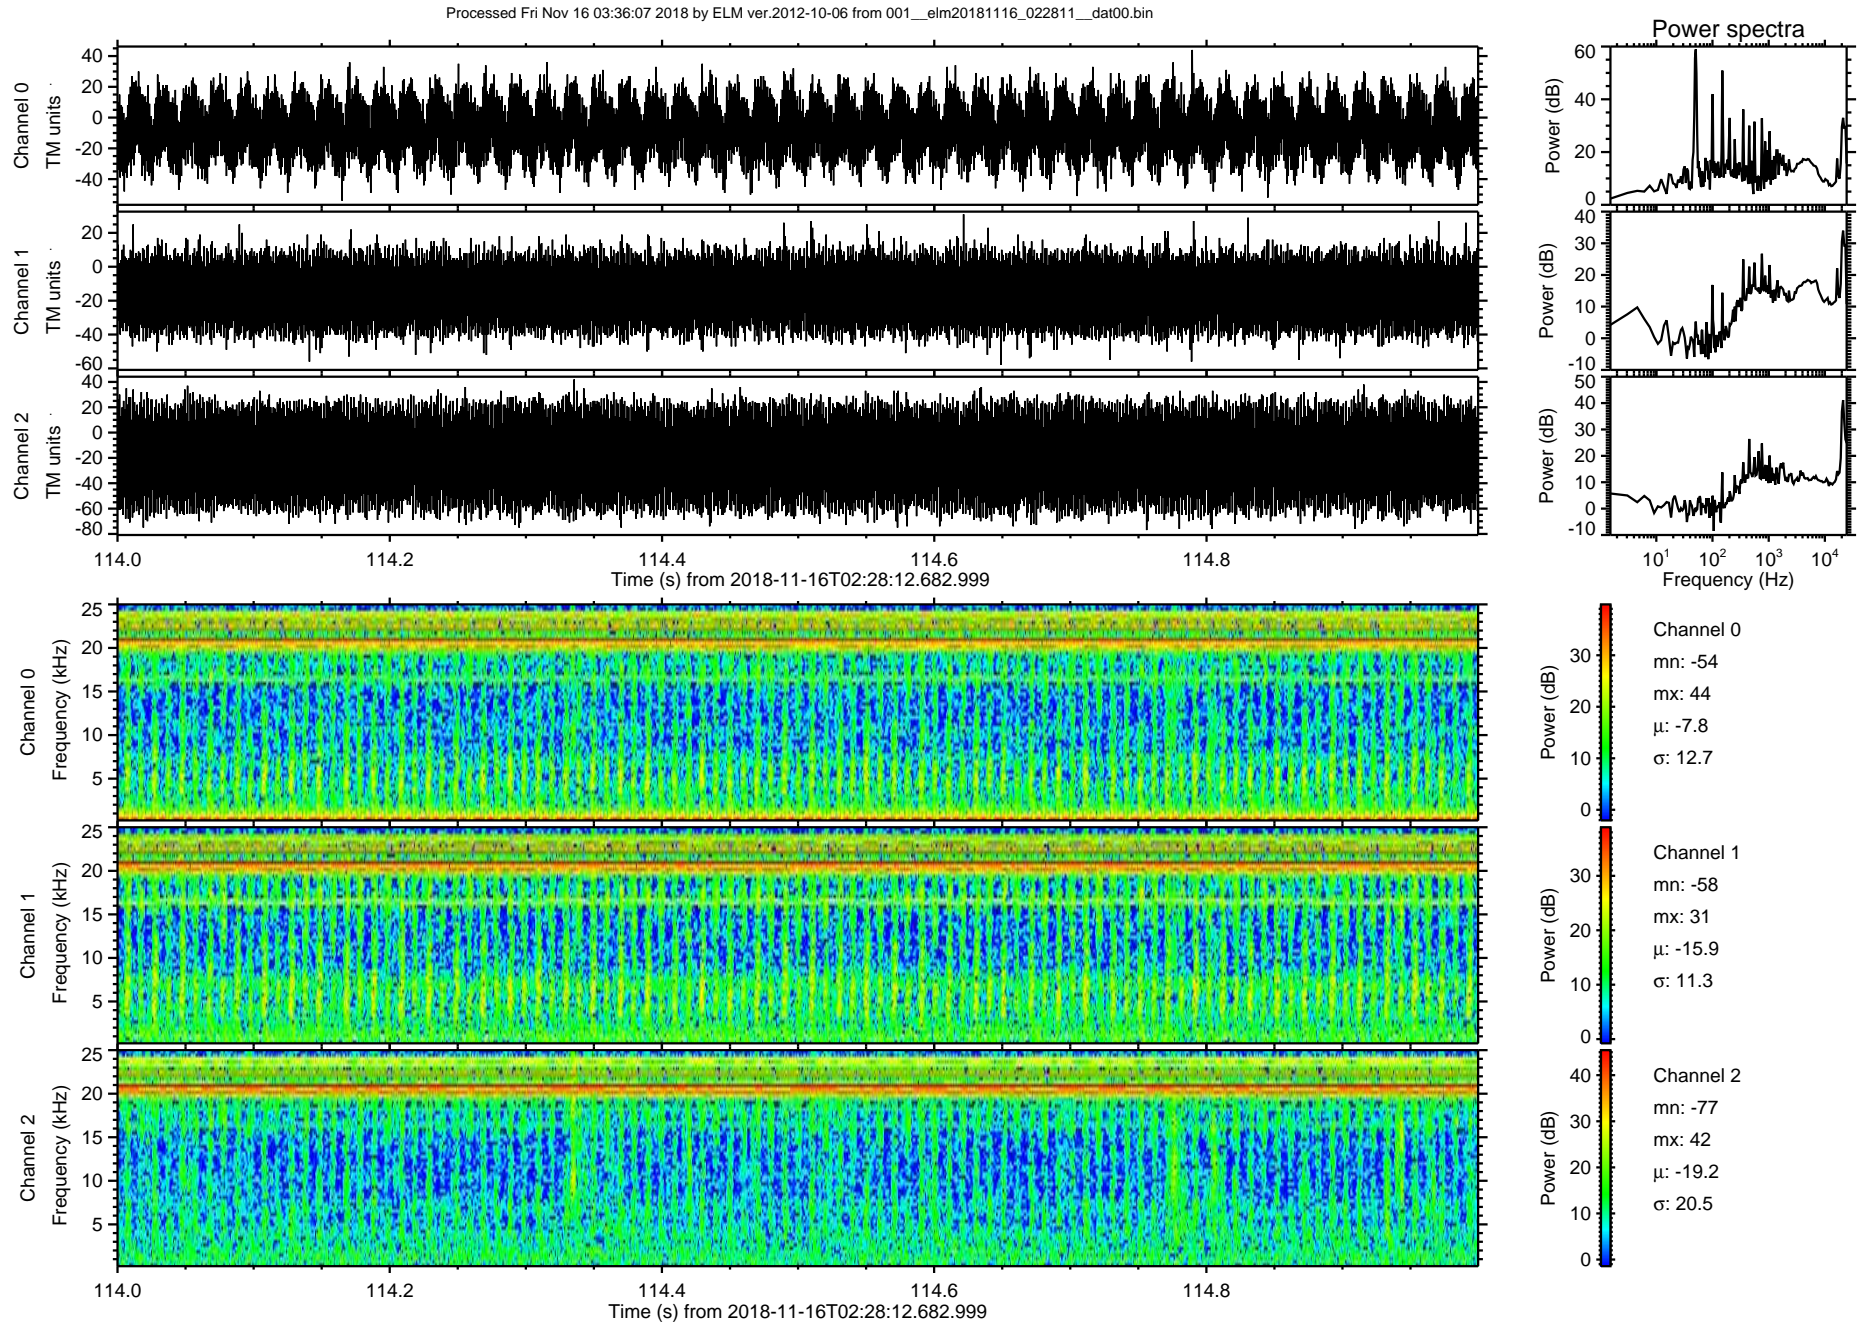 Processed Fri Nov 16 03:36:07 2018 by ELM ver.2012-10-06 from 001__elm20181116_022811__dat00.bin
Power spectra
Channel 0
TM units
40
20
0
-20
-40
Power (dB)
60
40
20
0
Channel 1
TM units
20
0
-20
-40
-60
Power (dB)
40
30
20
10
0
-10
Channel 2
TM units
40
20
0
-20
-40
-60
-80
Power (dB)
50
40
30
20
10
0
-10
114.0 114.2 114.4 114.6 114.8
Time (s) from 2018-11-16T02:28:12.682.999
10^1 10^2 10^3 10^4
Frequency (Hz)
Channel 0
Frequency (kHz)
25
20
15
10
5
Power (dB)
30
20
10
0
Channel 0
mn: -54
mx: 44
μ: -7.8
σ: 12.7
Channel 1
Frequency (kHz)
25
20
15
10
5
Power (dB)
30
20
10
0
Channel 1
mn: -58
mx: 31
μ: -15.9
σ: 11.3
Channel 2
Frequency (kHz)
25
20
15
10
5
Power (dB)
40
30
20
10
0
Channel 2
mn: -77
mx: 42
μ: -19.2
σ: 20.5
114.0 114.2 114.4 114.6 114.8
Time (s) from 2018-11-16T02:28:12.682.999